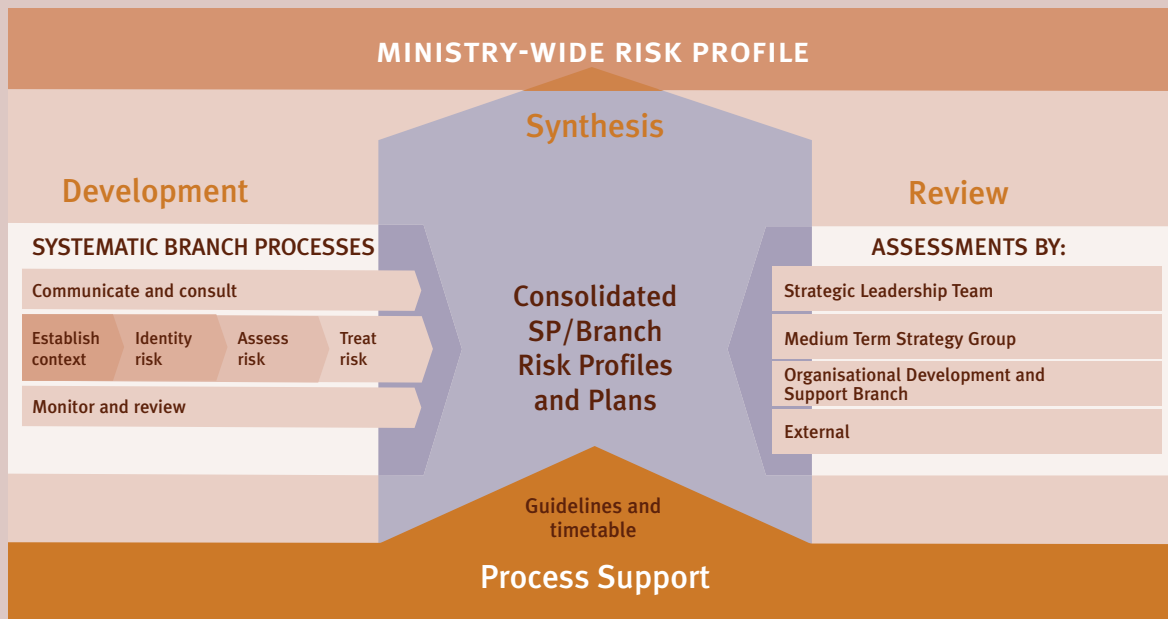 MINISTRY-WIDE RISK PROFILE
Synthesis
Development
Review
SYSTEMATIC BRANCH PROCESSES
Communicate and consult
Establish
context
Identity
risk
Assess
risk
Treat
risk
Monitor and review
Consolidated
SP/Branch
Risk Profiles
and Plans
ASSESSMENTS BY:
Strategic Leadership Team
Medium Term Strategy Group
Organisational Development and
Support Branch
External
Guidelines and
timetable
Process Support